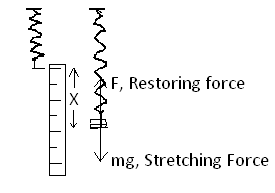 F, Restoring force
X
mg, Stretching Force